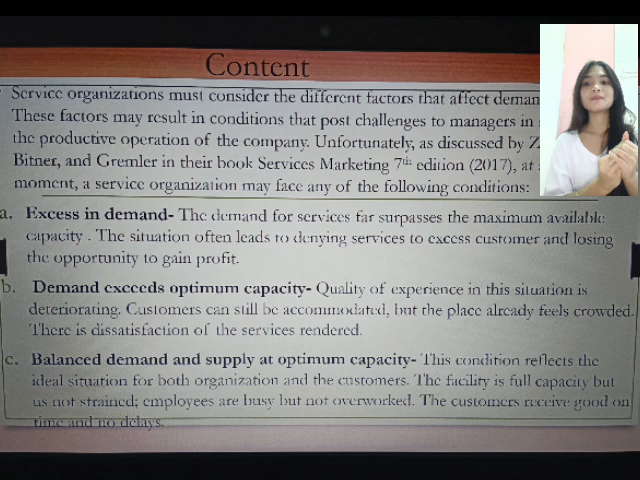 Content
Service organizations must consider the different factors that affect
These factors may result in conditions that post challenges to managers in
the productive operation of the company. Unfortunately, as discussed by Z
Bitner, and Gremler in their book Services Marketing 7th edition (2017), at
moment, a service organization may face any of the following conditions:
a. Excess in demand- The demand for services far surpasses the maximum available
capacity . The situation often leads to denying services to excess customer and losing
the opportunity to gain profit.
b. Demand exceeds optimum capacity- Quality of experience in this situation is
deteriorating. Customers can still be accommodated, but the place already feels crowded.
There is dissatisfaction of the services rendered.
c. Balanced demand and supply at optimum capacity- This condition reflects the
ideal situation for both organization and the customers. The facility is full capacity but
us not strained; employees are busy but not overworked. The customers receive good on
time and no delays.